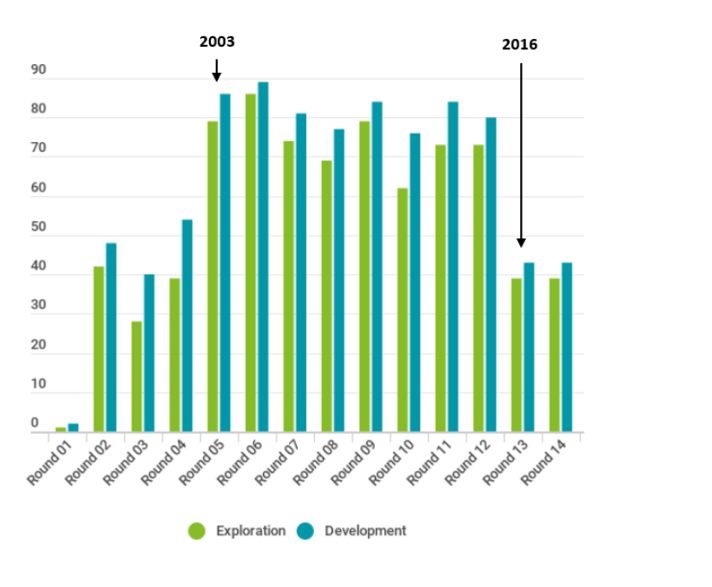 2003
2016
90
80
70
60
50
40
30
20
10
0
Round 01
Round 02
Round 03
Round 04
Round 05
Round 06
Round 07
Round 08
Round 09
Round 10
Round 11
Round 12
Round 13
Round 14
Exploration Development